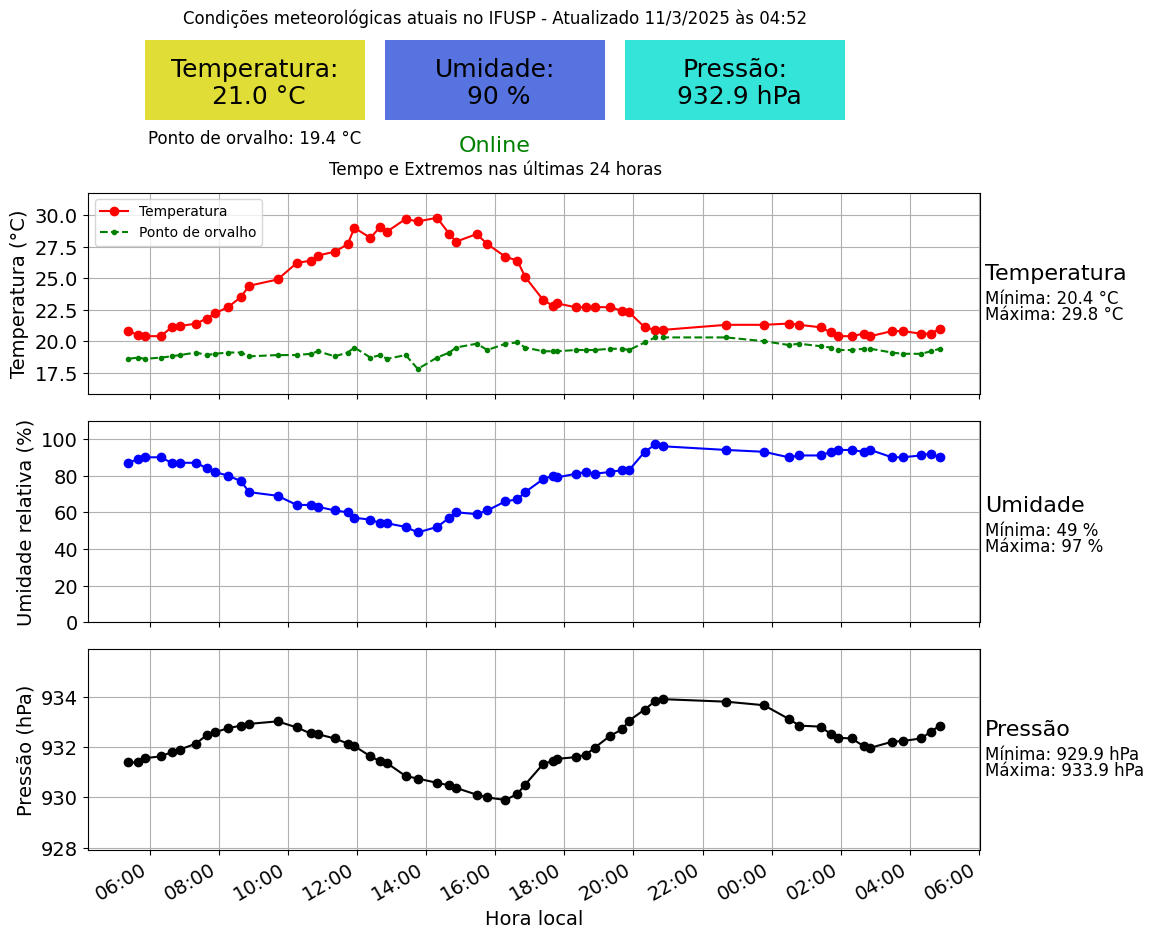 Condições meteorológicas atuais no IFUSP - Atualizado 11/3/2025 às 04:52
Temperatura:
21.0 °C
Umidade:
90 %
Pressão:
932.9 hPa
Ponto de orvalho: 19.4 °C
Online
Tempo e Extremos nas últimas 24 horas
Temperatura (°C)
30.0
27.5
25.0
22.5
20.0
17.5
Temperatura
Ponto de orvalho
Temperatura
Mínima: 20.4 °C
Máxima: 29.8 °C
Umidade relativa (%)
100
80
60
40
20
0
Umidade
Mínima: 49 %
Máxima: 97 %
Pressão (hPa)
934
932
930
928
Pressão
Mínima: 929.9 hPa
Máxima: 933.9 hPa
06:00 08:00 10:00 12:00 14:00 16:00 18:00 20:00 22:00 00:00 02:00 04:00 06:00
Hora local